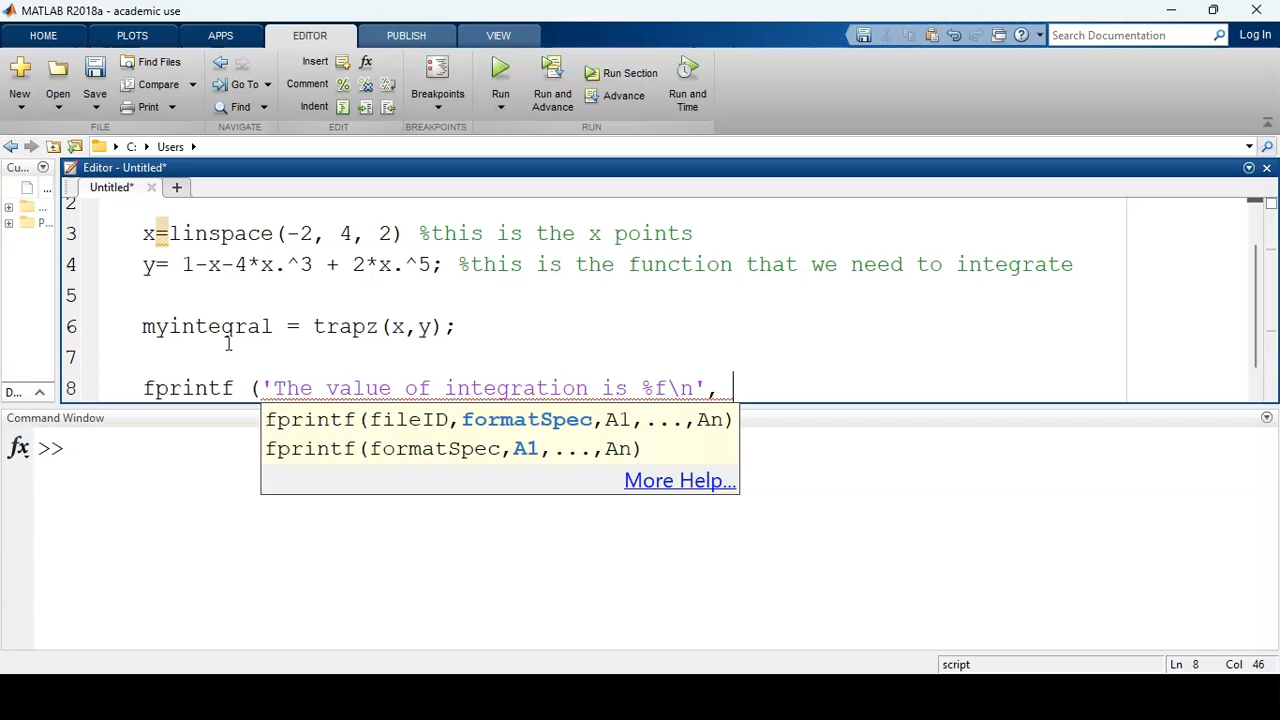 MATLAB R2018a - academic use
HOME PLOTS APPS EDITOR PUBLISH VIEW Search Documentation Log In
New Open Save Find Files Compare Print Go To Find Insert Comment Indent fx Breakpoints Run Run and Advance Run Section Advance Run and Time
FILE NAVIGATE EDIT BREAKPOINTS RUN
C: Users
Cu... Editor - Untitled*
... Untitled*
...
P...
2
3 x=linspace(-2, 4, 2) %this is the x points
4 y= 1-x-4*x.^3 + 2*x.^5; %this is the function that we need to integrate
5
6 myintegral = trapz(x,y);
7
8 fprintf ('The value of integration is %f\n',
D...
fprintf(fileID,formatSpec,A1,...,An)
fprintf(formatSpec,A1,...,An)
More Help...
Command Window
fx >>
script Ln 8 Col 46